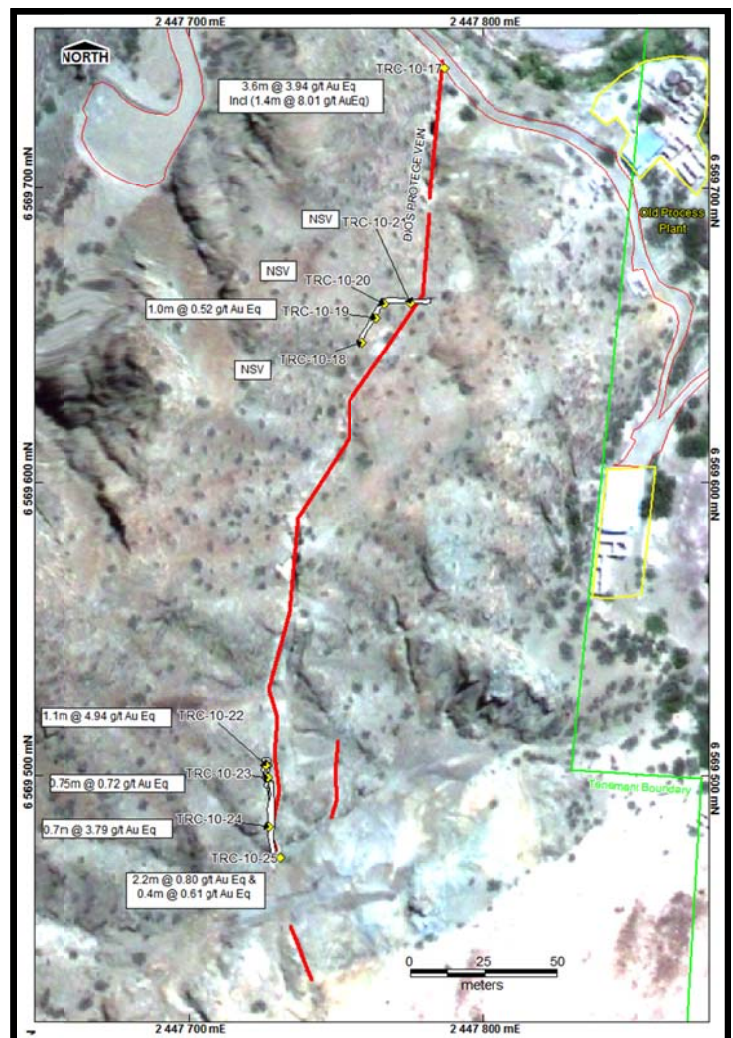 2 447 700 mE
2 447 800 mE
NORTH
TRC-10-17
3.6m @ 3.94 g/t Au Eq
Incl (1.4m @ 8.01 g/t AuEq)
DIOS PROTEGE VEIN
6 569 700 mN
6 569 700 mN
Old Process
Plant
NSV
TRC-10-21
NSV
TRC-10-20
1.0m @ 0.52 g/t Au Eq
TRC-10-19
TRC-10-18
NSV
6 569 600 mN
6 569 600 mN
1.1m @ 4.94 g/t Au Eq
TRC-10-22
TRC-10-23
0.75m @ 0.72 g/t Au Eq
6 569 500 mN
6 569 500 mN
Tenement Boundary
TRC-10-24
0.7m @ 3.79 g/t Au Eq
TRC-10-25
2.2m @ 0.80 g/t Au Eq &
0.4m @ 0.61 g/t Au Eq
0 25 50
meters
2 447 700 mE
2 447 800 mE